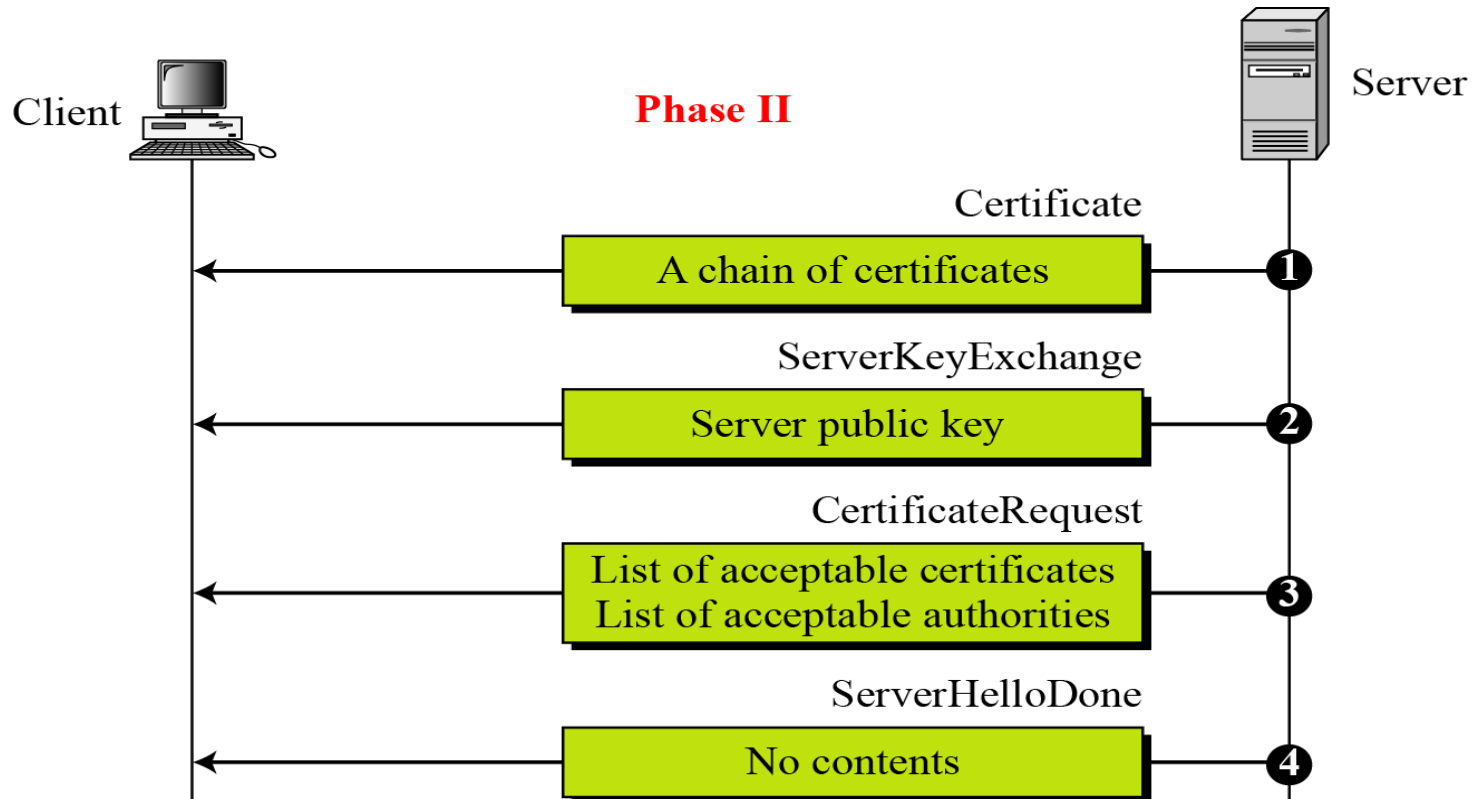 Client
Phase II
Server
Certificate
A chain of certificates
1
ServerKeyExchange
Server public key
2
CertificateRequest
List of acceptable certificates
List of acceptable authorities
3
ServerHelloDone
No contents
4